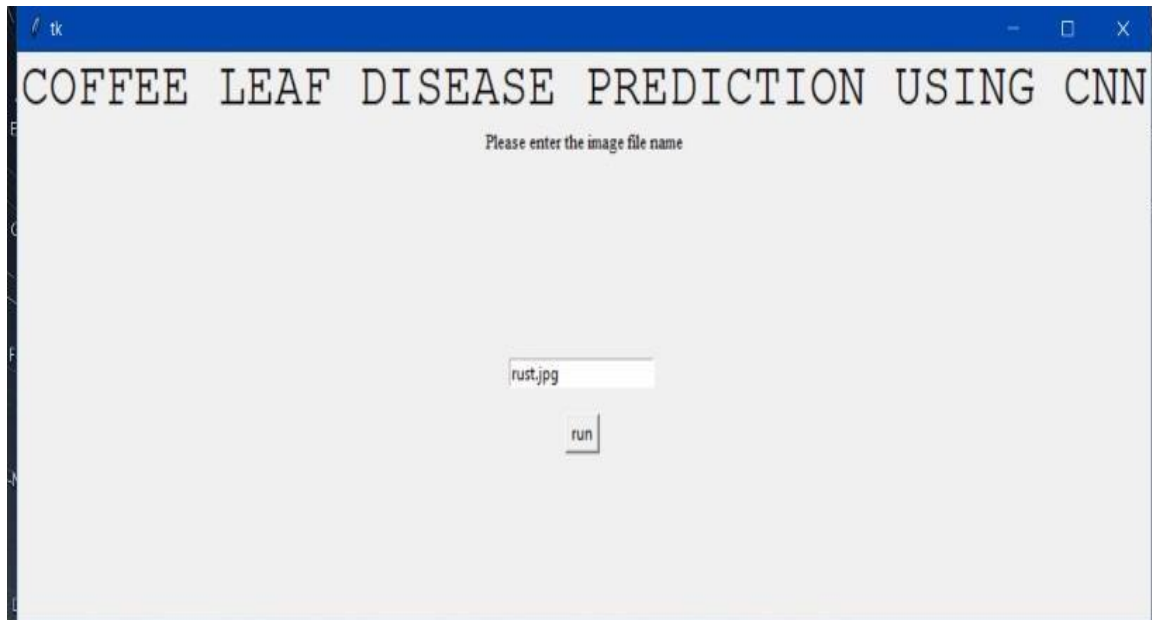 tk
COFFEE LEAF DISEASE PREDICTION USING CNN
Please enter the image file name
rust.jpg
run